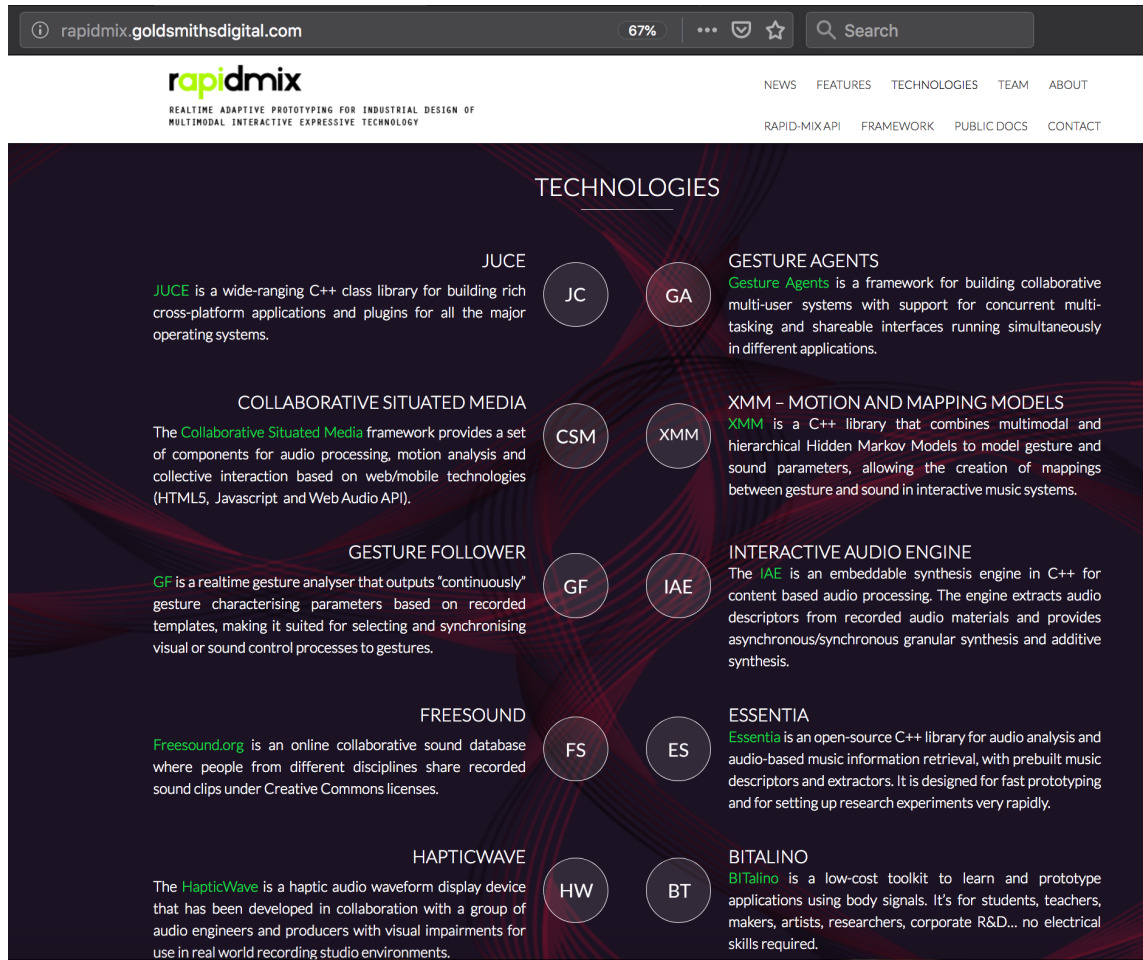 rapidmix.goldsmithsdigital.com
67%
Search
rapidmix
REALTIME ADAPTIVE PROTOTYPING FOR INDUSTRIAL DESIGN OF
MULTIMODAL INTERACTIVE EXPRESSIVE TECHNOLOGY
NEWS FEATURES TECHNOLOGIES TEAM ABOUT
RAPID-MIX API FRAMEWORK PUBLIC DOCS CONTACT
TECHNOLOGIES
JUCE
JUCE is a wide-ranging C++ class library for building rich
cross-platform applications and plugins for all the major
operating systems.
JC
GA
GESTURE AGENTS
Gesture Agents is a framework for building collaborative
multi-user systems with support for concurrent multi-
tasking and shareable interfaces running simultaneously
in different applications.
COLLABORATIVE SITUATED MEDIA
The Collaborative Situated Media framework provides a set
of components for audio processing, motion analysis and
collective interaction based on web/mobile technologies
(HTML5, Javascript and Web Audio API).
CSM
XMM
XMM – MOTION AND MAPPING MODELS
XMM is a C++ library that combines multimodal and
hierarchical Hidden Markov Models to model gesture and
sound parameters, allowing the creation of mappings
between gesture and sound in interactive music systems.
GESTURE FOLLOWER
GF is a realtime gesture analyser that outputs “continuously”
gesture characterising parameters based on recorded
templates, making it suited for selecting and synchronising
visual or sound control processes to gestures.
GF
IAE
INTERACTIVE AUDIO ENGINE
The IAE is an embeddable synthesis engine in C++ for
content based audio processing. The engine extracts audio
descriptors from recorded audio materials and provides
asynchronous/synchronous granular synthesis and additive
synthesis.
FREESOUND
Freesound.org is an online collaborative sound database
where people from different disciplines share recorded
sound clips under Creative Commons licenses.
FS
ES
ESSENTIA
Essentia is an open-source C++ library for audio analysis and
audio-based music information retrieval, with prebuilt music
descriptors and extractors. It is designed for fast prototyping
and for setting up research experiments very rapidly.
HAPTICWAVE
The HapticWave is a haptic audio waveform display device
that has been developed in collaboration with a group of
audio engineers and producers with visual impairments for
use in real world recording studio environments.
HW
BT
BITALINO
BITalino is a low-cost toolkit to learn and prototype
applications using body signals. It’s for students, teachers,
makers, artists, researchers, corporate R&D… no electrical
skills required.